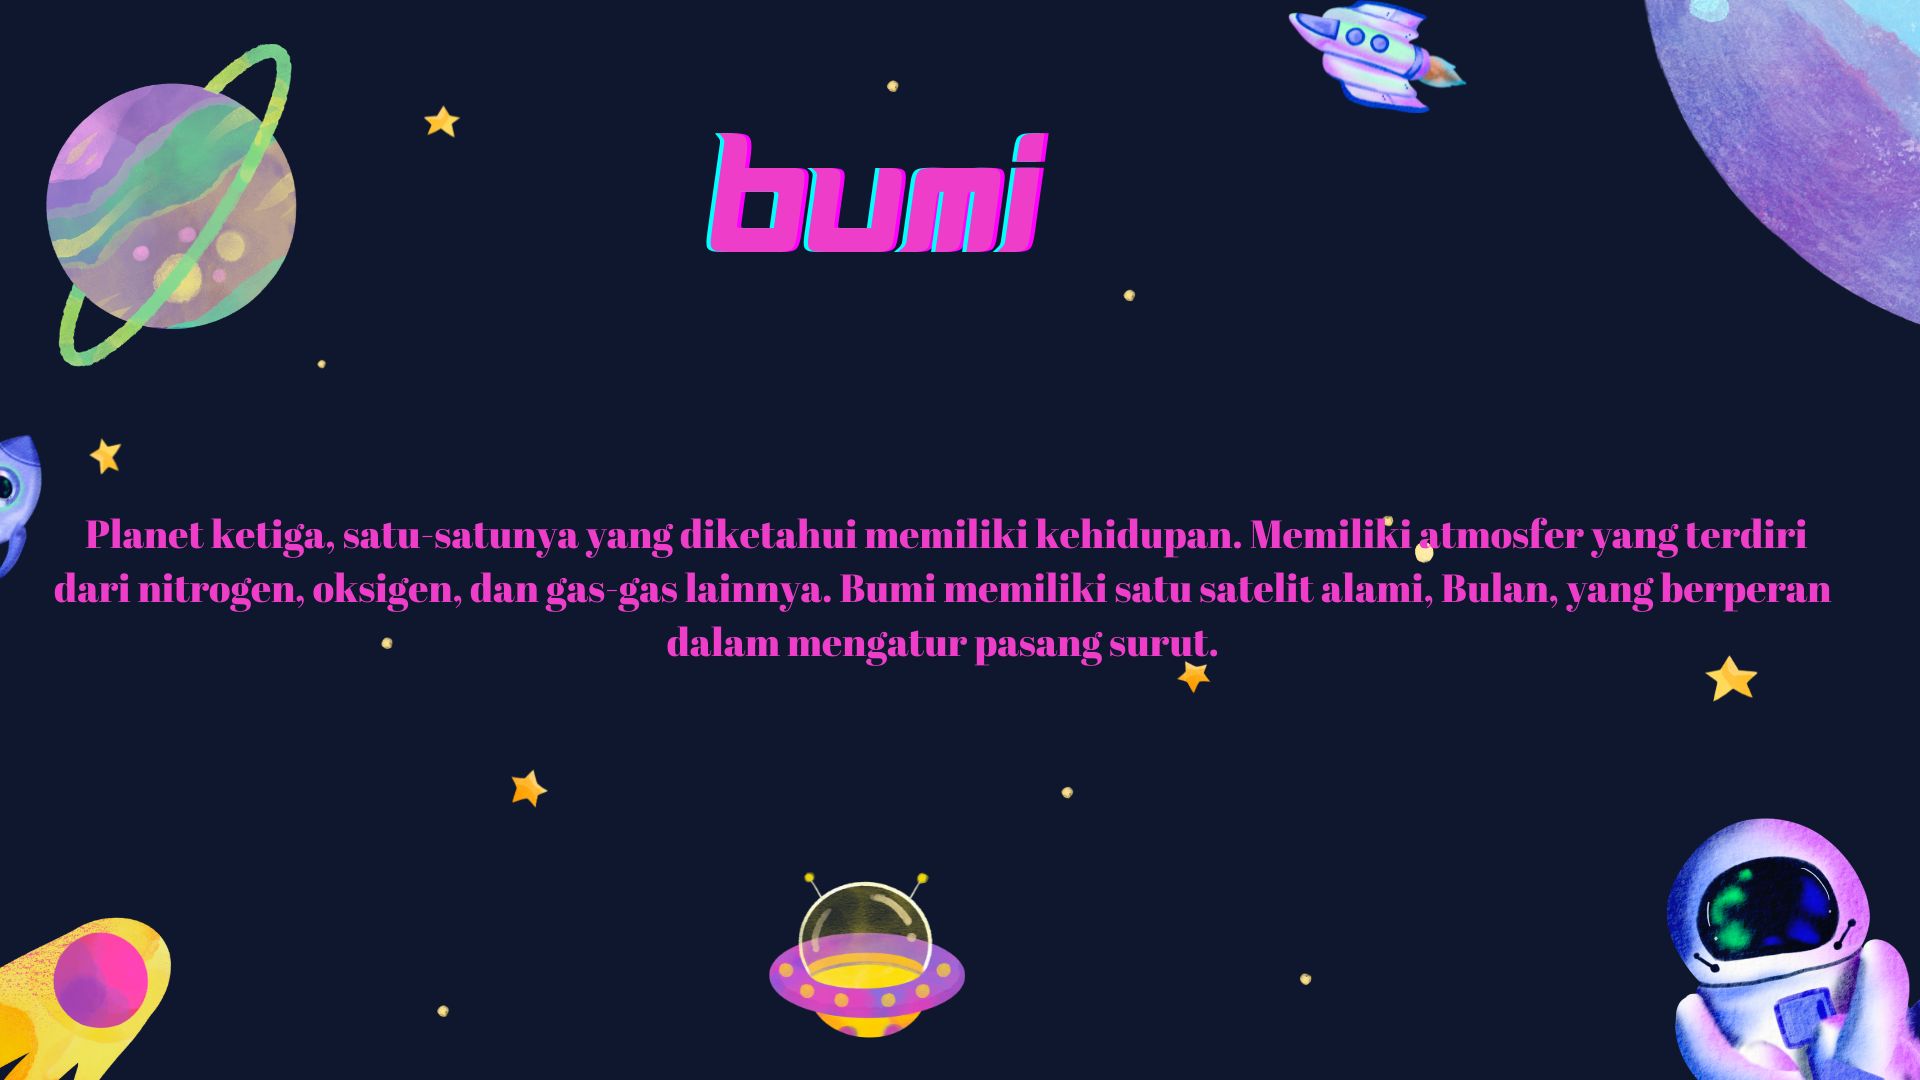 bumi
Planet ketiga, satu-satunya yang diketahui memiliki kehidupan. Memiliki atmosfer yang terdiri
dari nitrogen, oksigen, dan gas-gas lainnya. Bumi memiliki satu satelit alami, Bulan, yang berperan
dalam mengatur pasang surut.